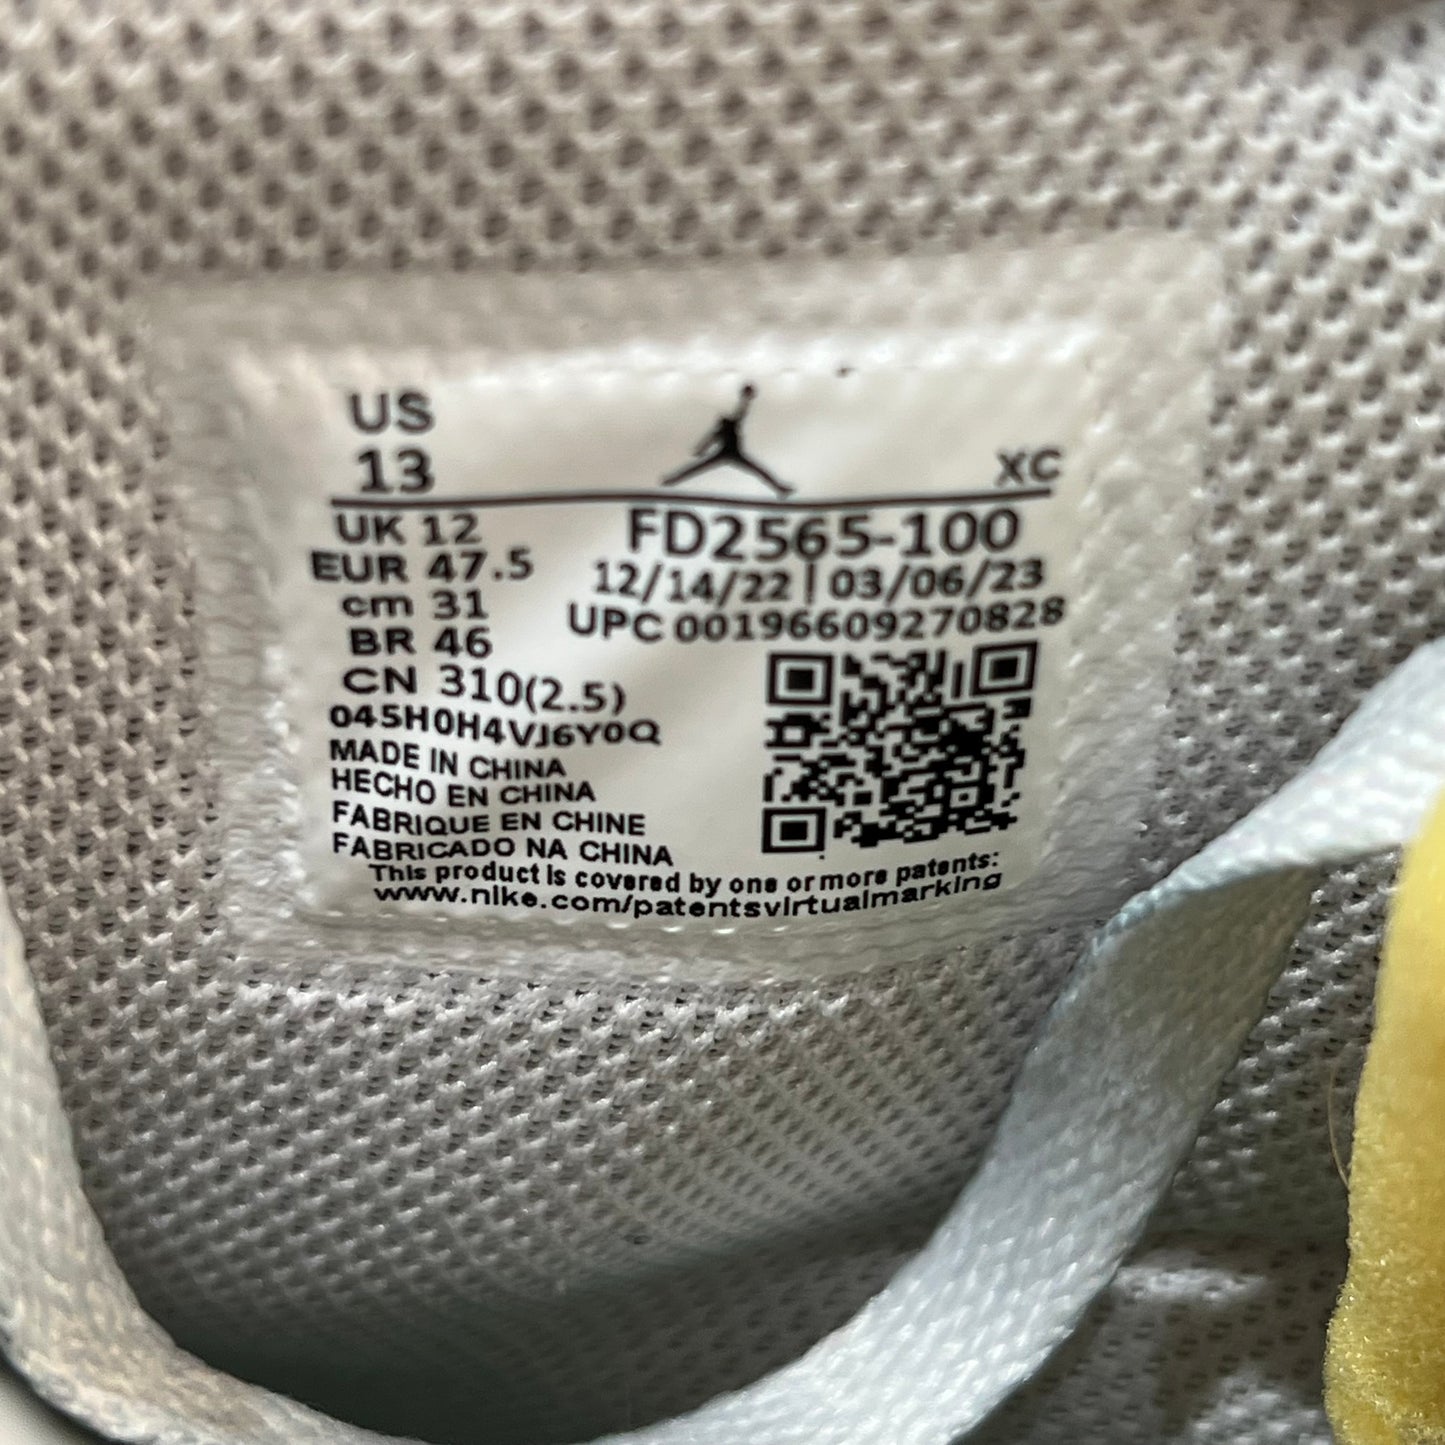 US
13
XC
UK 12
FD2565-100
EUR 47.5
12/14/22 | 03/06/23
cm 31
UPC 00196609270828
BR 46
CN 310(2.5)
045H0H4VJ6Y0Q
MADE IN CHINA
HECHO EN CHINA
FABRIQUE EN CHINE
FABRICADO NA CHINA
This product is covered by one or more patents:
www.nike.com/patentsvirtualmarking